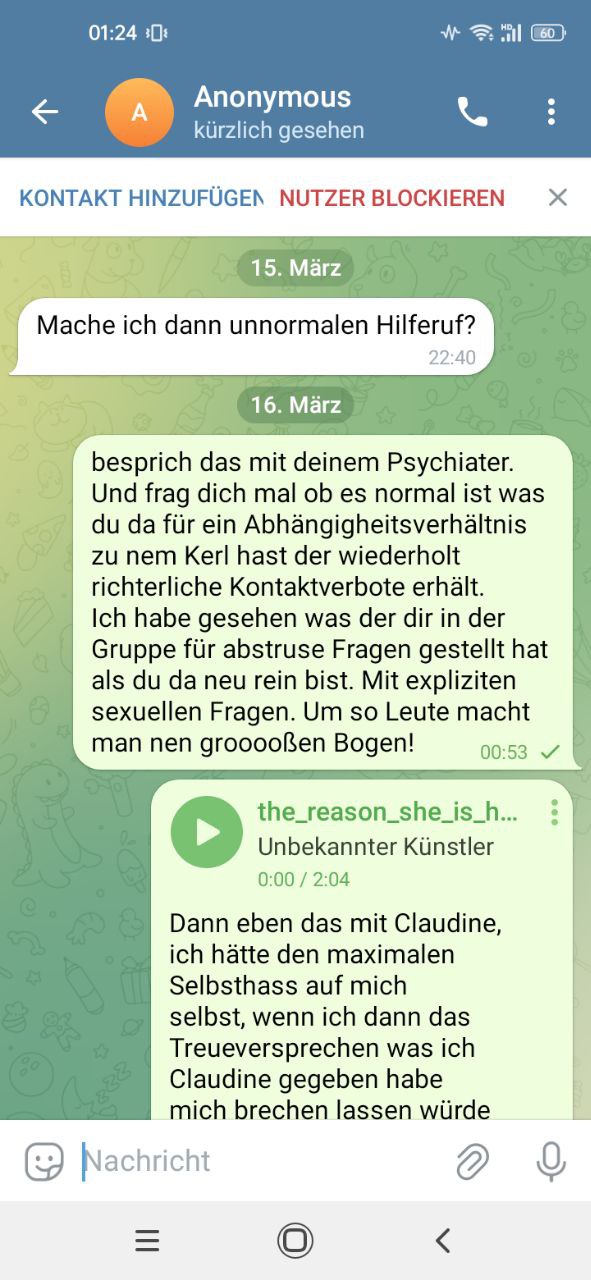 01:24
HD
60
A
Anonymous
kürzlich gesehen
KONTAKT HINZUFÜGEN
NUTZER BLOCKIEREN
15. März
Mache ich dann unnormalen Hilferuf?
22:40
16. März
besprich das mit deinem Psychiater.
Und frag dich mal ob es normal ist was
du da für ein Abhängigheitsverhältnis
zu nem Kerl hast der wiederholt
richterliche Kontaktverbote erhält.
Ich habe gesehen was der dir in der
Gruppe für abstruse Fragen gestellt hat
als du da neu rein bist. Mit expliziten
sexuellen Fragen. Um so Leute macht
man nen grooooßen Bogen!
00:53
the_reason_she_is_h...
Unbekannter Künstler
0:00 / 2:04
Dann eben das mit Claudine,
ich hätte den maximalen
Selbsthass auf mich
selbst, wenn ich dann das
Treueversprechen was ich
Claudine gegeben habe
mich brechen lassen würde
Nachricht